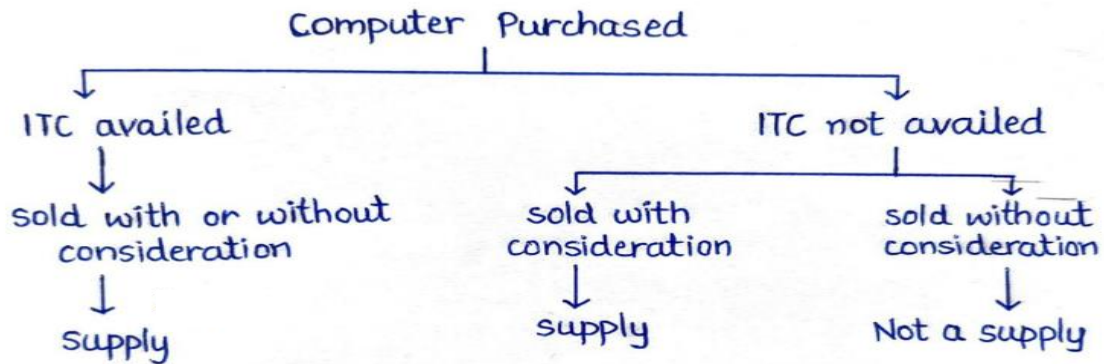 Computer Purchased
ITC availed
ITC not availed
sold with or without
consideration
sold with
consideration
sold without
consideration
supply
supply
Not a supply